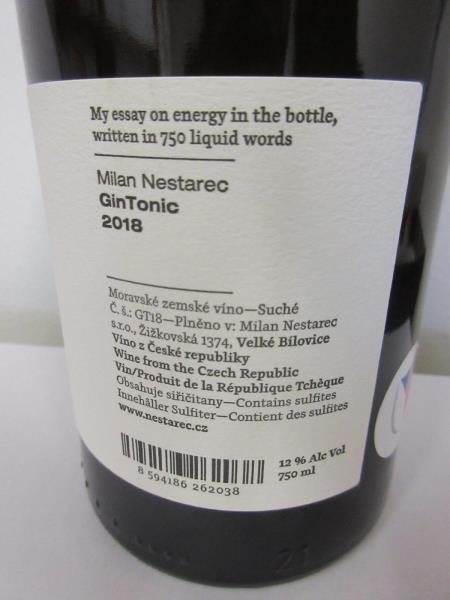 My essay on energy in the bottle,
written in 750 liquid words
Milan Nestarec
GinTonic
2018
Moravské zemské víno—Suché
Č. š.: GT18—Plněno v: Milan Nestarec
s.r.o., Žižkovská 1374, Velké Bílovice
Víno z České republiky
Wine from the Czech Republic
Vin/Produit de la République Tchèque
Obsahuje siřičitany—Contains sulfites
Innehåller Sulfiter—Contient des sulfites
www.nestarec.cz
8 594186 262038
12 % Alc Vol
750 ml
21